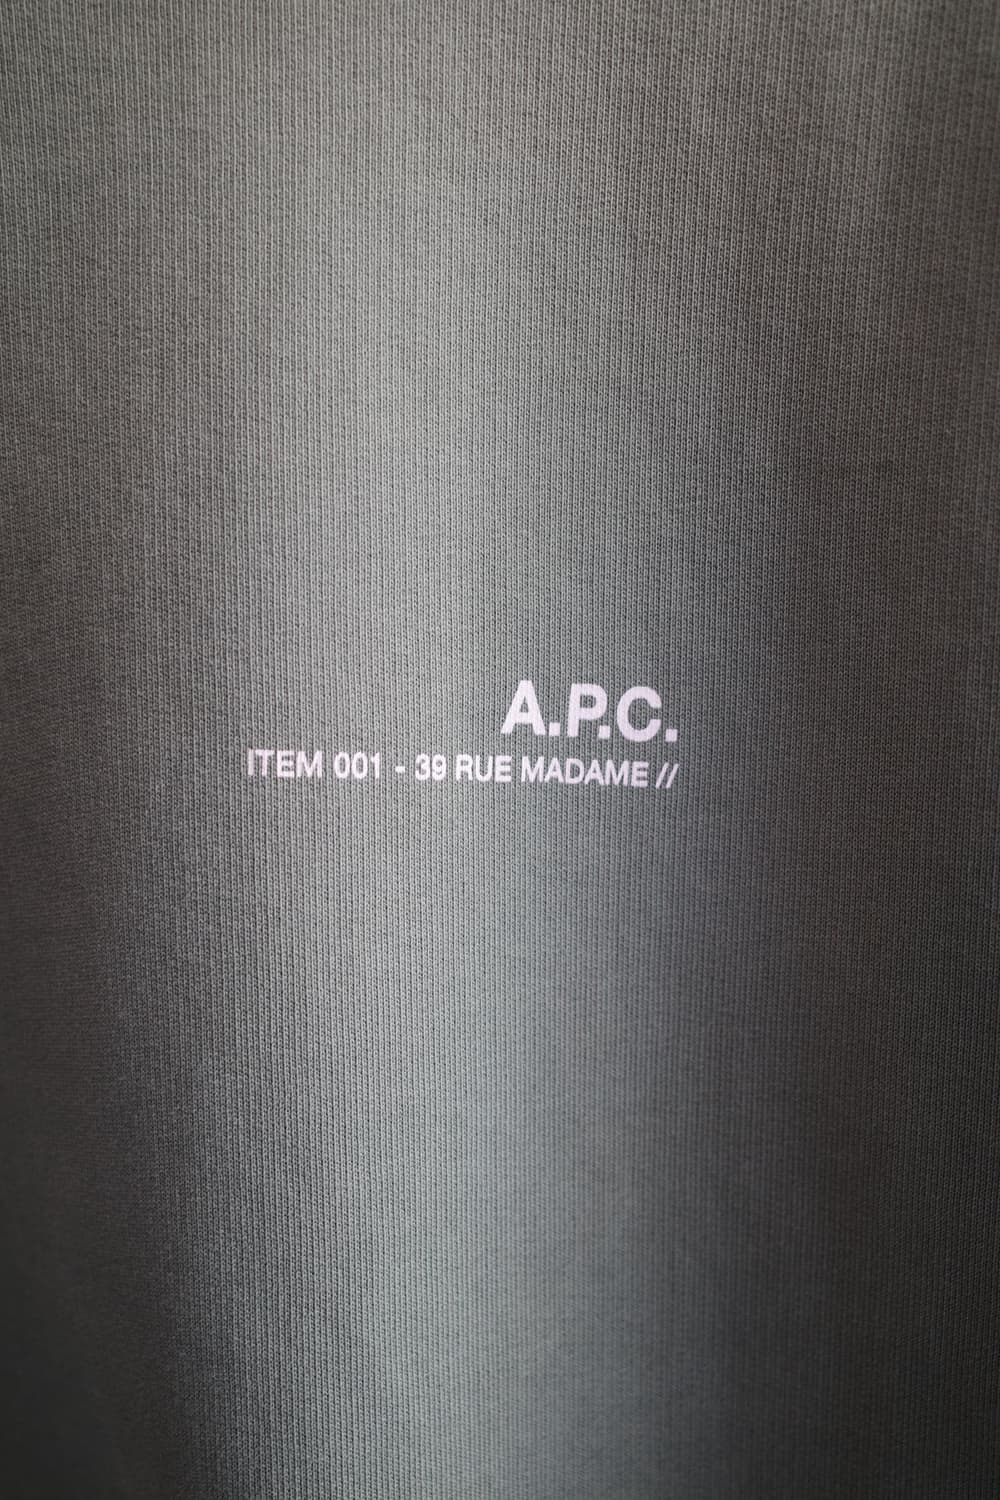 A.P.C.
ITEM 001 - 39 RUE MADAME //